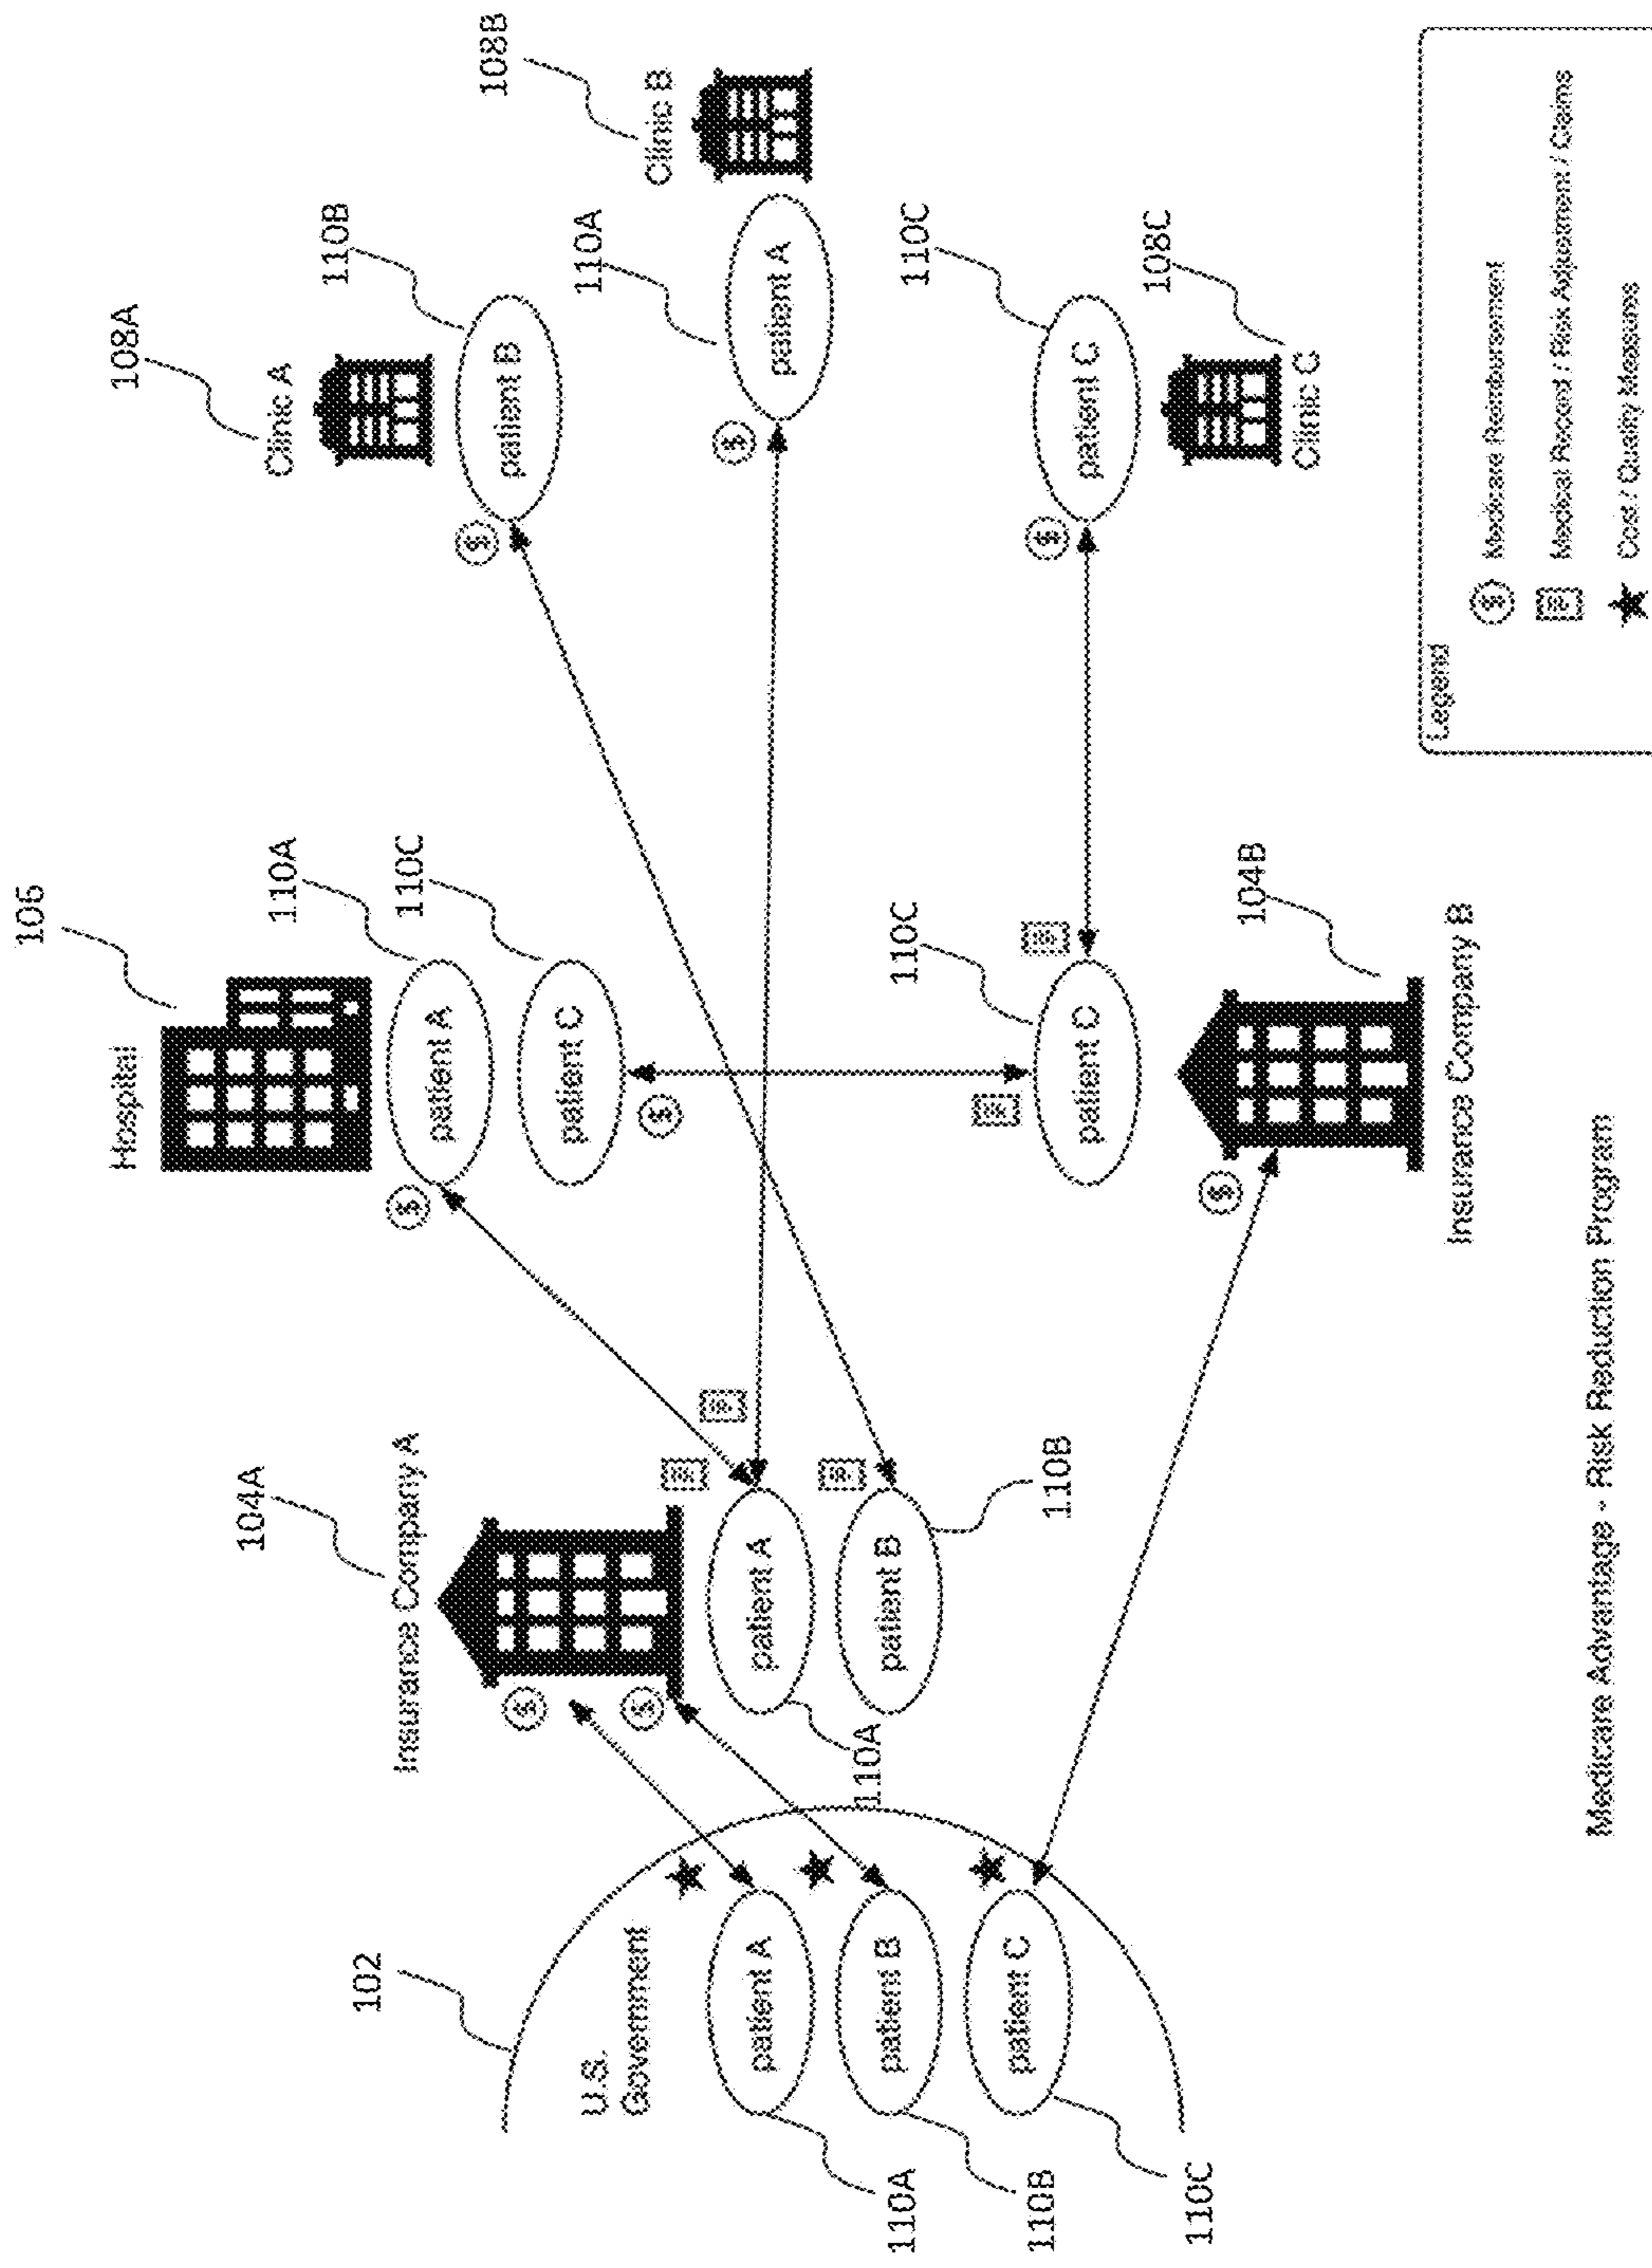 106
Hospital
110A
patient A
110C
patient C
108A
Clinic A
110B
patient B
108B
Clinic B
110A
patient A
104A
Insurance Company A
patient A
110A
patient B
110B
102
U.S.
Government
patient A
110A
patient B
110B
patient C
110C
110C
patient C
104B
Insurance Company B
110C
patient C
108C
Clinic C
$
$
$
$
$
$
$
$
Medicare Advantage - Risk Reduction Program
Legend
$ Medicare Reimbursement
Medical Record / Risk Adjustment / Claims
Cost / Quality Measures